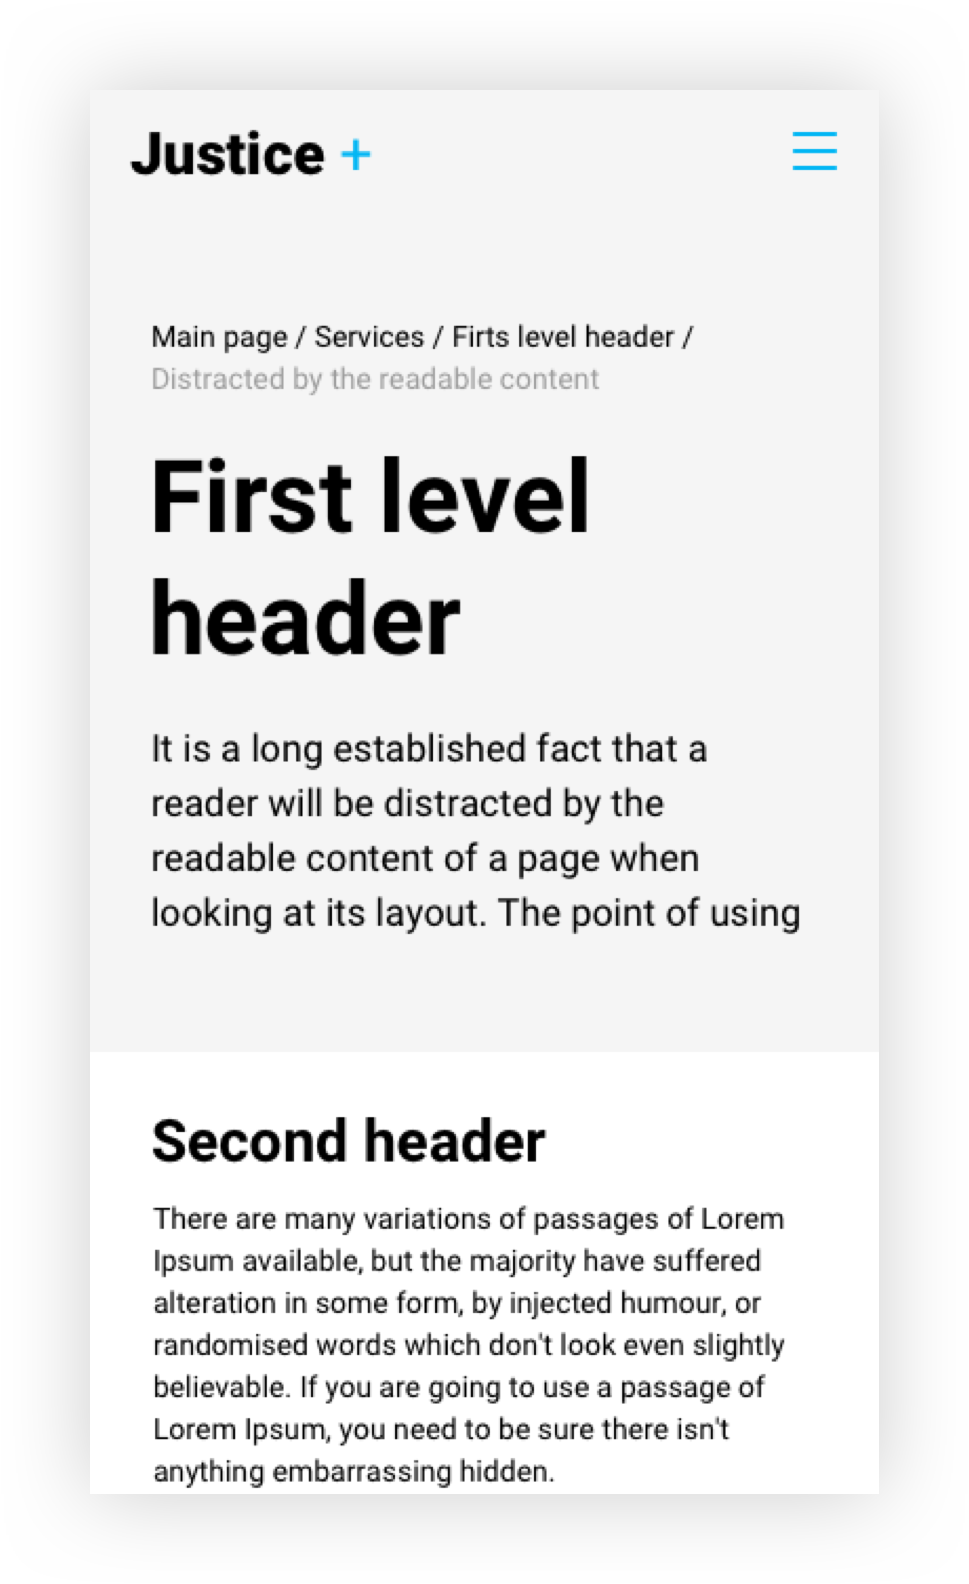 Justice +
Main page / Services / Firts level header /
Distracted by the readable content
First level
header
It is a long established fact that a
reader will be distracted by the
readable content of a page when
looking at its layout. The point of using
Second header
There are many variations of passages of Lorem
Ipsum available, but the majority have suffered
alteration in some form, by injected humour, or
randomised words which don't look even slightly
believable. If you are going to use a passage of
Lorem Ipsum, you need to be sure there isn't
anything embarrassing hidden.